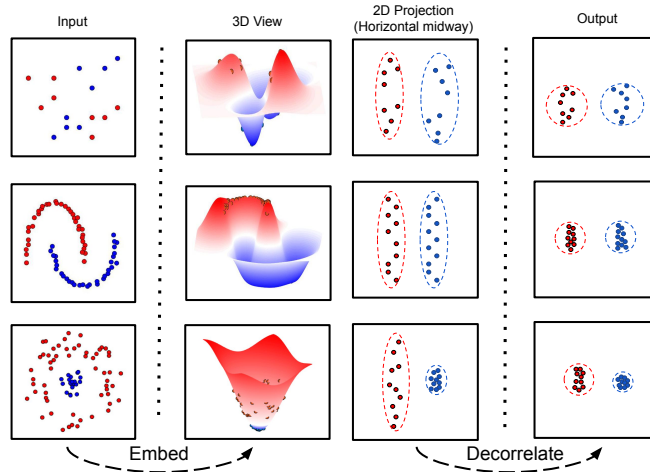 Input
3D View
2D Projection
(Horizontal midway)
Output
Embed
Decorrelate